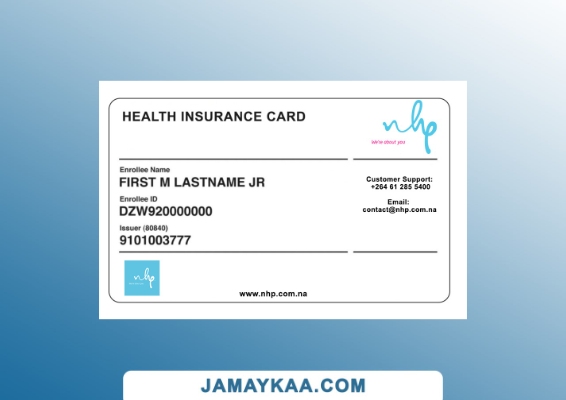 HEALTH INSURANCE CARD
nhp
We're about you
Enrollee Name
FIRST M LASTNAME JR
Enrollee ID
DZW920000000
Issuer (80840)
9101003777
Customer Support:
+264 61 285 5400
Email:
contact@nhp.com.na
nhp
www.nhp.com.na
JAMAYKAA.COM